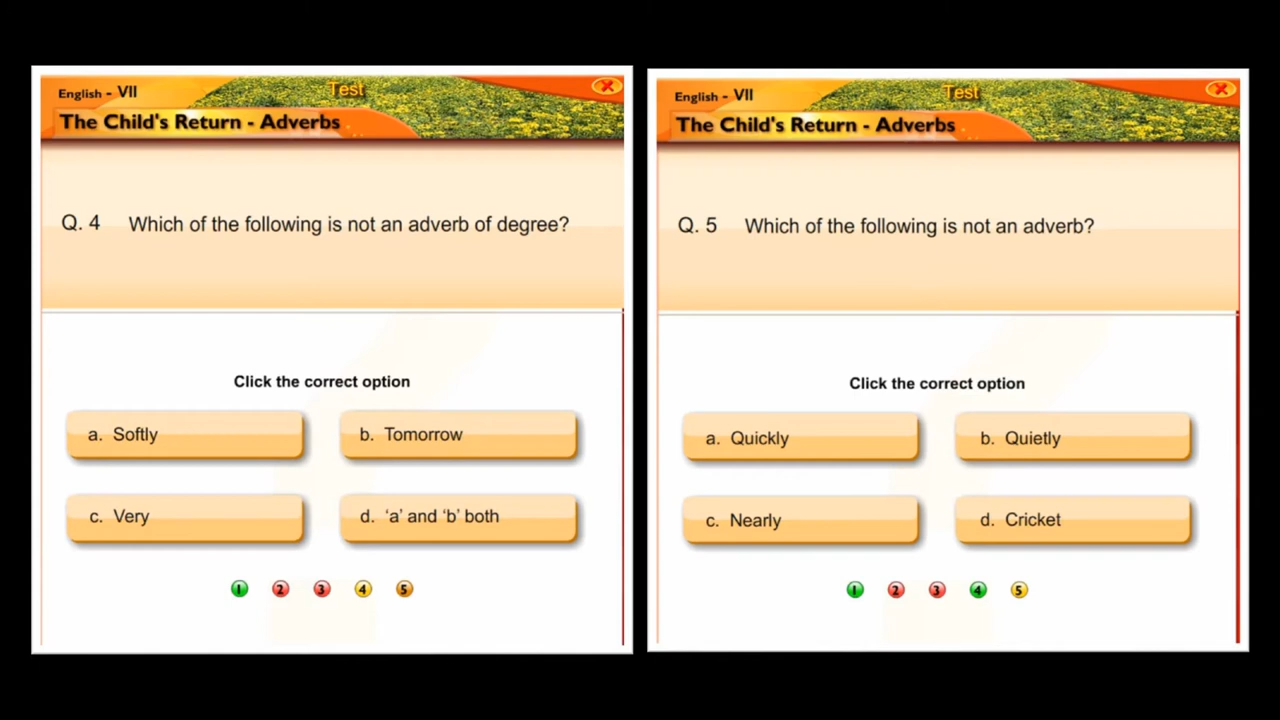 English - VII
Test
The Child's Return - Adverbs
Q. 4 Which of the following is not an adverb of degree?
Click the correct option
a. Softly
b. Tomorrow
c. Very
d. ‘a’ and ‘b’ both
1 2 3 4 5
English - VII
Test
The Child's Return - Adverbs
Q. 5 Which of the following is not an adverb?
Click the correct option
a. Quickly
b. Quietly
c. Nearly
d. Cricket
1 2 3 4 5